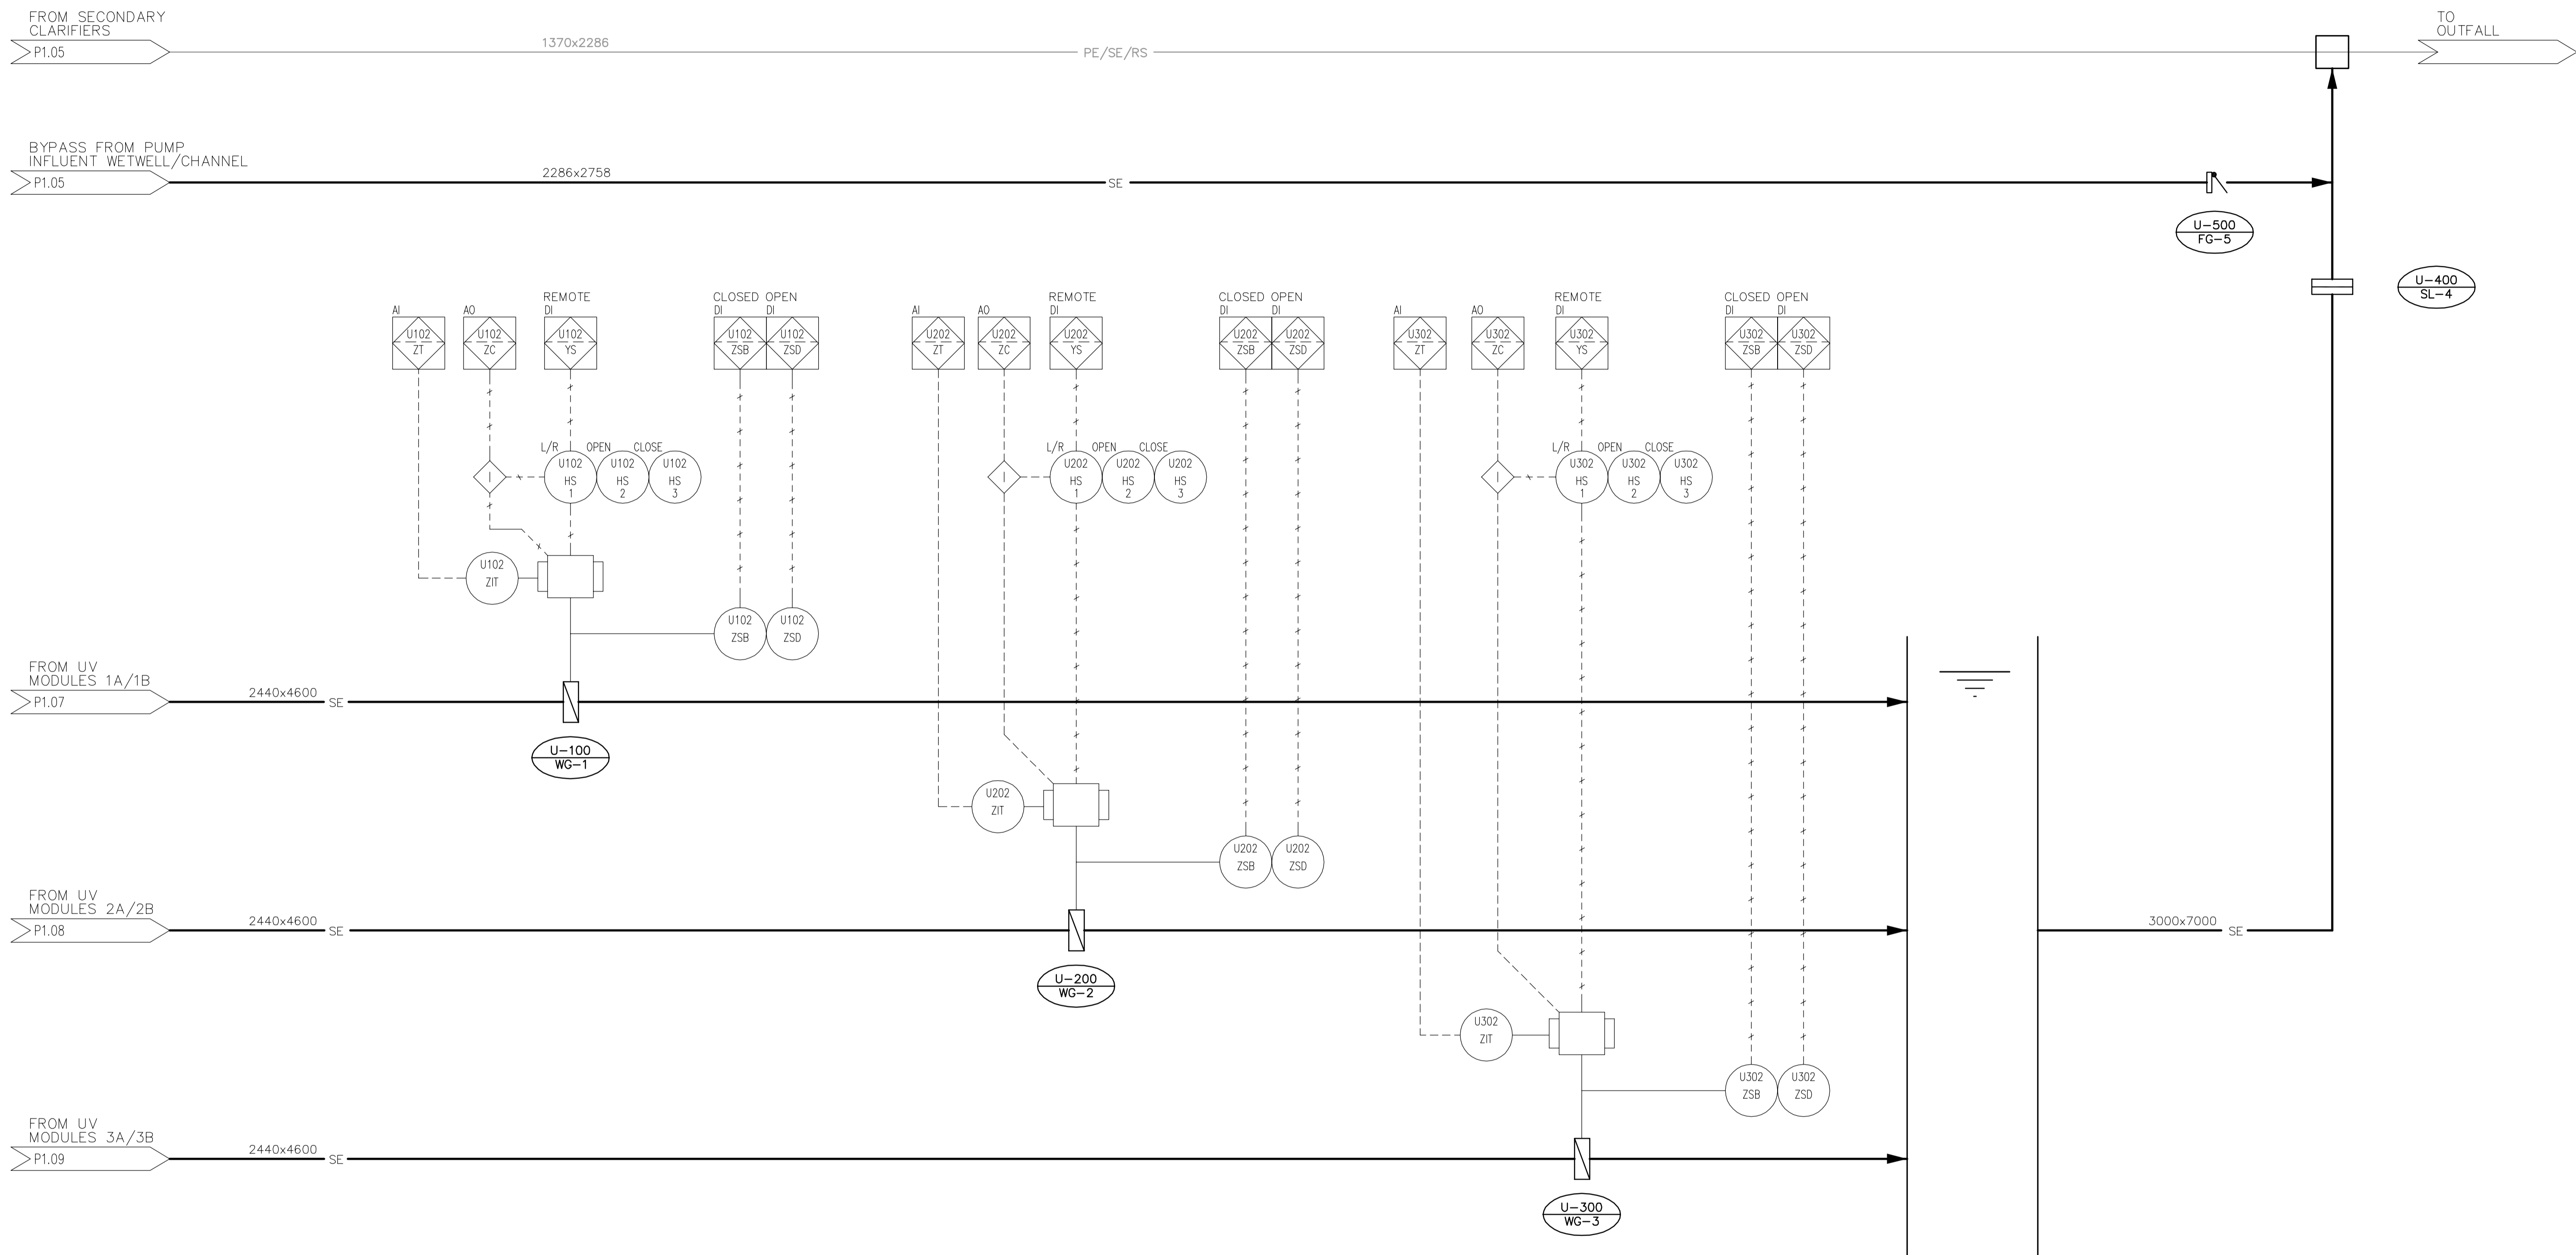 FROM SECONDARY
CLARIFIERS
P1.05
1370x2286
PE/SE/RS
TO
OUTFALL
BYPASS FROM PUMP
INFLUENT WETWELL/CHANNEL
P1.05
2286x2758
SE
U-500
FG-5
U-400
SL-4
REMOTE
CLOSED OPEN
REMOTE
CLOSED OPEN
REMOTE
CLOSED OPEN
AI
AO
DI
DI
DI
AI
AO
DI
DI
DI
AI
AO
DI
DI
DI
U102
ZT
U102
ZC
U102
YS
U102
ZSB
U102
ZSD
U202
ZT
U202
ZC
U202
YS
U202
ZSB
U202
ZSD
U302
ZT
U302
ZC
U302
YS
U302
ZSB
U302
ZSD
L/R
OPEN
CLOSE
I
U102
HS
1
U102
HS
2
U102
HS
3
L/R
OPEN
CLOSE
I
U202
HS
1
U202
HS
2
U202
HS
3
L/R
OPEN
CLOSE
I
U302
HS
1
U302
HS
2
U302
HS
3
U102
ZIT
U102
ZSB
U102
ZSD
FROM UV
MODULES 1A/1B
P1.07
2440x4600
SE
U-100
WG-1
U202
ZIT
U202
ZSB
U202
ZSD
FROM UV
MODULES 2A/2B
P1.08
2440x4600
SE
3000x7000
SE
U-200
WG-2
U302
ZIT
U302
ZSB
U302
ZSD
FROM UV
MODULES 3A/3B
P1.09
2440x4600
SE
U-300
WG-3